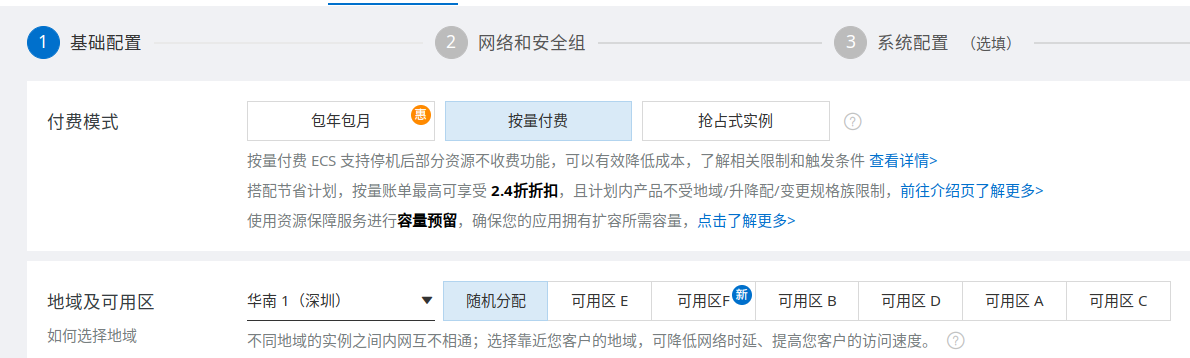 1 基础配置 2 网络和安全组 3 系统配置 （选填）
付费模式 包年包月 惠 按量付费 抢占式实例 ?
按量付费 ECS 支持停机后部分资源不收费功能，可以有效降低成本，了解相关限制和触发条件 查看详情>
搭配节省计划，按量账单最高可享受 2.4折折扣，且计划内产品不受地域/升降配/变更规格族限制，前往介绍页了解更多>
使用资源保障服务进行容量预留，确保您的应用拥有扩容所需容量，点击了解更多>
地域及可用区 华南 1（深圳） 随机分配 可用区 E 可用区F 新 可用区 B 可用区 D 可用区 A 可用区 C
如何选择地域 不同地域的实例之间内网互不相通；选择靠近您客户的地域，可降低网络时延、提高您客户的访问速度。 ?